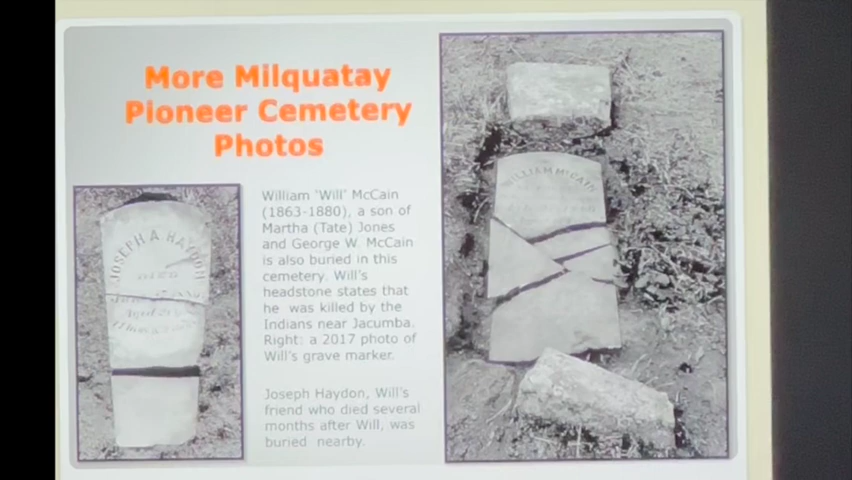 More Milquatay
Pioneer Cemetery
Photos
William "Will" McCain
(1863-1880), a son of
Martha (Tate) Jones
and George W. McCain
is also buried in this
cemetery. Will's
headstone states that
he was killed by the
Indians near Jacumba.
Right: a 2017 photo of
Will's grave marker.
Joseph Haydon, Will's
friend who died several
months after Will, was
buried nearby.
JOSEPH A. HAYDON
DIED
WILLIAM McCAIN